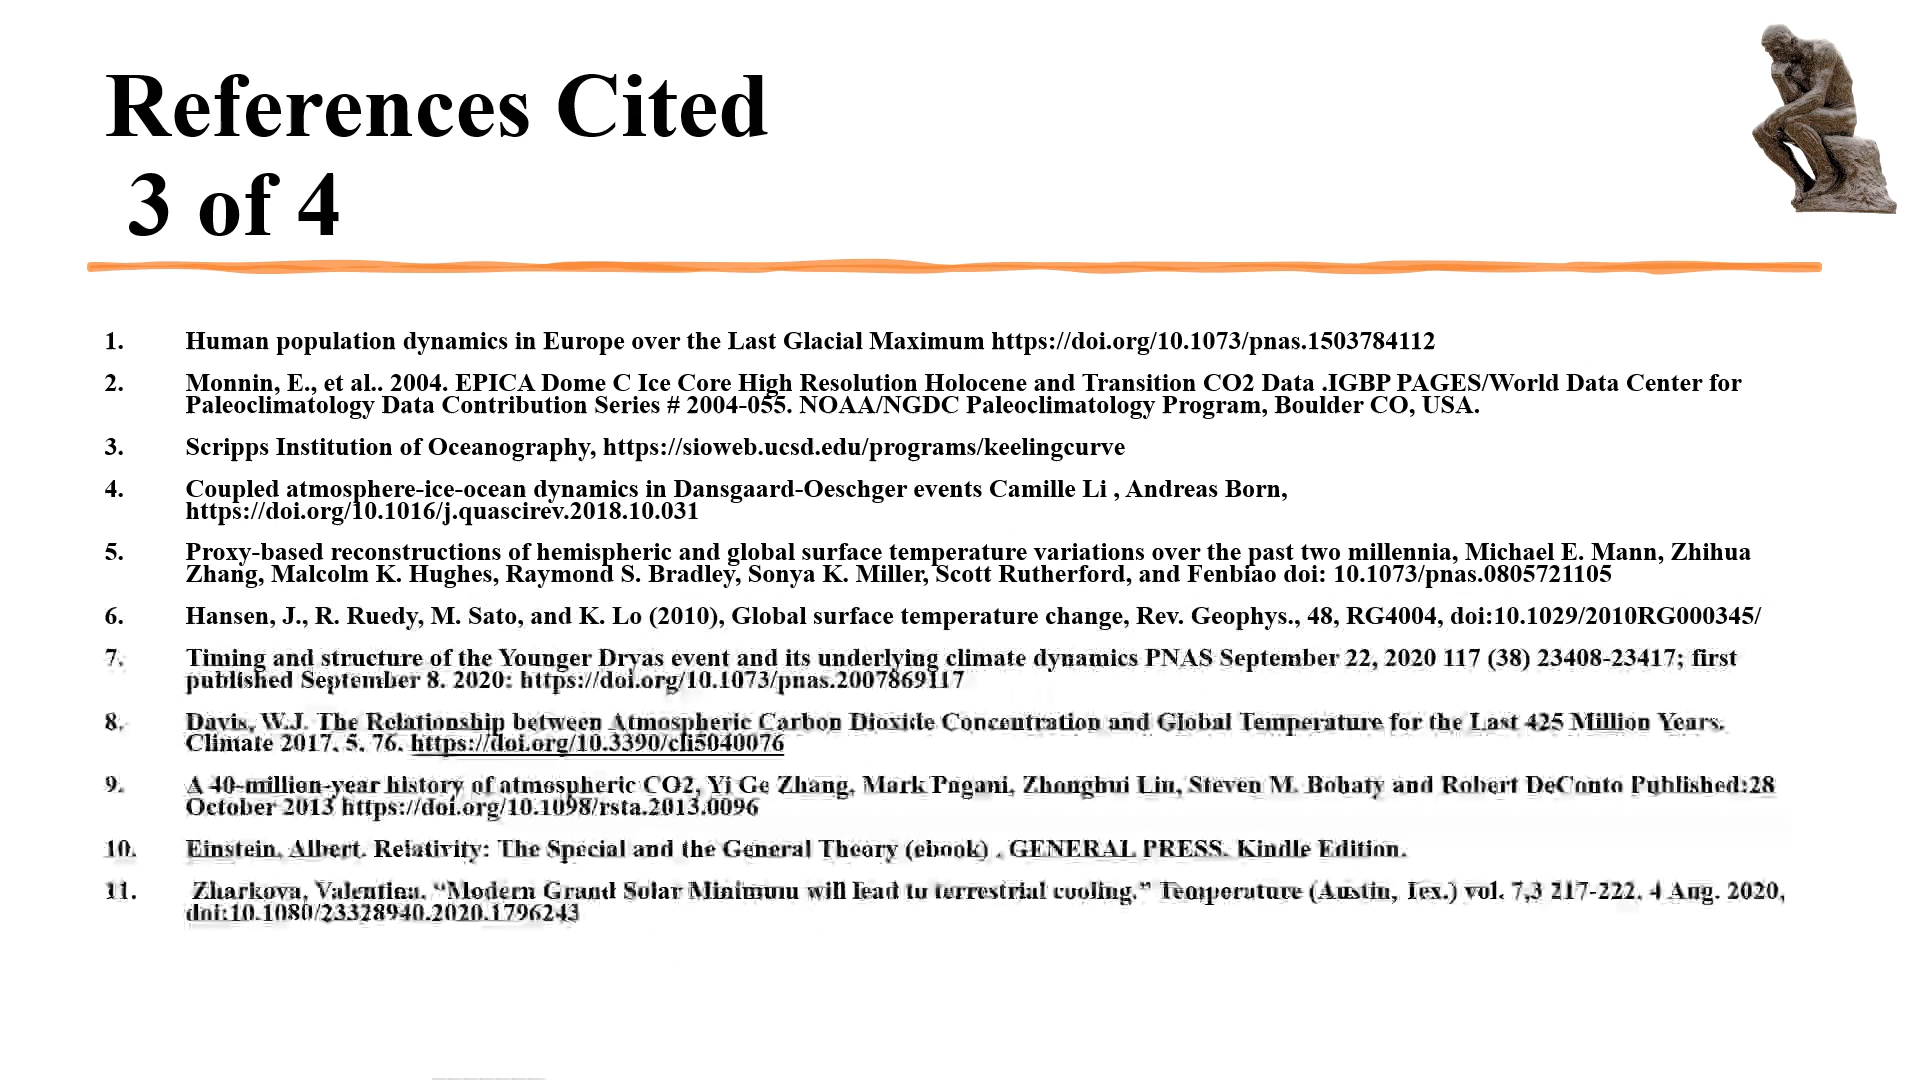 References Cited
3 of 4
1. Human population dynamics in Europe over the Last Glacial Maximum https://doi.org/10.1073/pnas.1503784112
2. Monnin, E., et al.. 2004. EPICA Dome C Ice Core High Resolution Holocene and Transition CO2 Data .IGBP PAGES/World Data Center for
Paleoclimatology Data Contribution Series # 2004-055. NOAA/NGDC Paleoclimatology Program, Boulder CO, USA.
3. Scripps Institution of Oceanography, https://sioweb.ucsd.edu/programs/keelingcurve
4. Coupled atmosphere-ice-ocean dynamics in Dansgaard-Oeschger events Camille Li , Andreas Born,
https://doi.org/10.1016/j.quascirev.2018.10.031
5. Proxy-based reconstructions of hemispheric and global surface temperature variations over the past two millennia, Michael E. Mann, Zhihua
Zhang, Malcolm K. Hughes, Raymond S. Bradley, Sonya K. Miller, Scott Rutherford, and Fenbiao doi: 10.1073/pnas.0805721105
6. Hansen, J., R. Ruedy, M. Sato, and K. Lo (2010), Global surface temperature change, Rev. Geophys., 48, RG4004, doi:10.1029/2010RG000345/
7. Timing and structure of the Younger Dryas event and its underlying climate dynamics PNAS September 22, 2020 117 (38) 23408-23417; first
published September 8, 2020: https://doi.org/10.1073/pnas.2007869117
8. Davis, W.J. The Relationship between Atmospheric Carbon Dioxide Concentration and Global Temperature for the Last 425 Million Years.
Climate 2017, 5, 76. https://doi.org/10.3390/cli5040076
9. A 40-million-year history of atmospheric CO2, Yi Ge Zhang, Mark Pagani, Zhonghui Liu, Steven M. Bohaty and Robert DeConto Published:28
October 2013 https://doi.org/10.1098/rsta.2013.0096
10. Einstein, Albert. Relativity: The Special and the General Theory (ebook) . GENERAL PRESS. Kindle Edition.
11. Zharkova, Valentina. “Modern Grand Solar Minimum will lead to terrestrial cooling.” Temperature (Austin, Tex.) vol. 7,3 217-222. 4 Aug. 2020,
doi:10.1080/23328940.2020.1796243